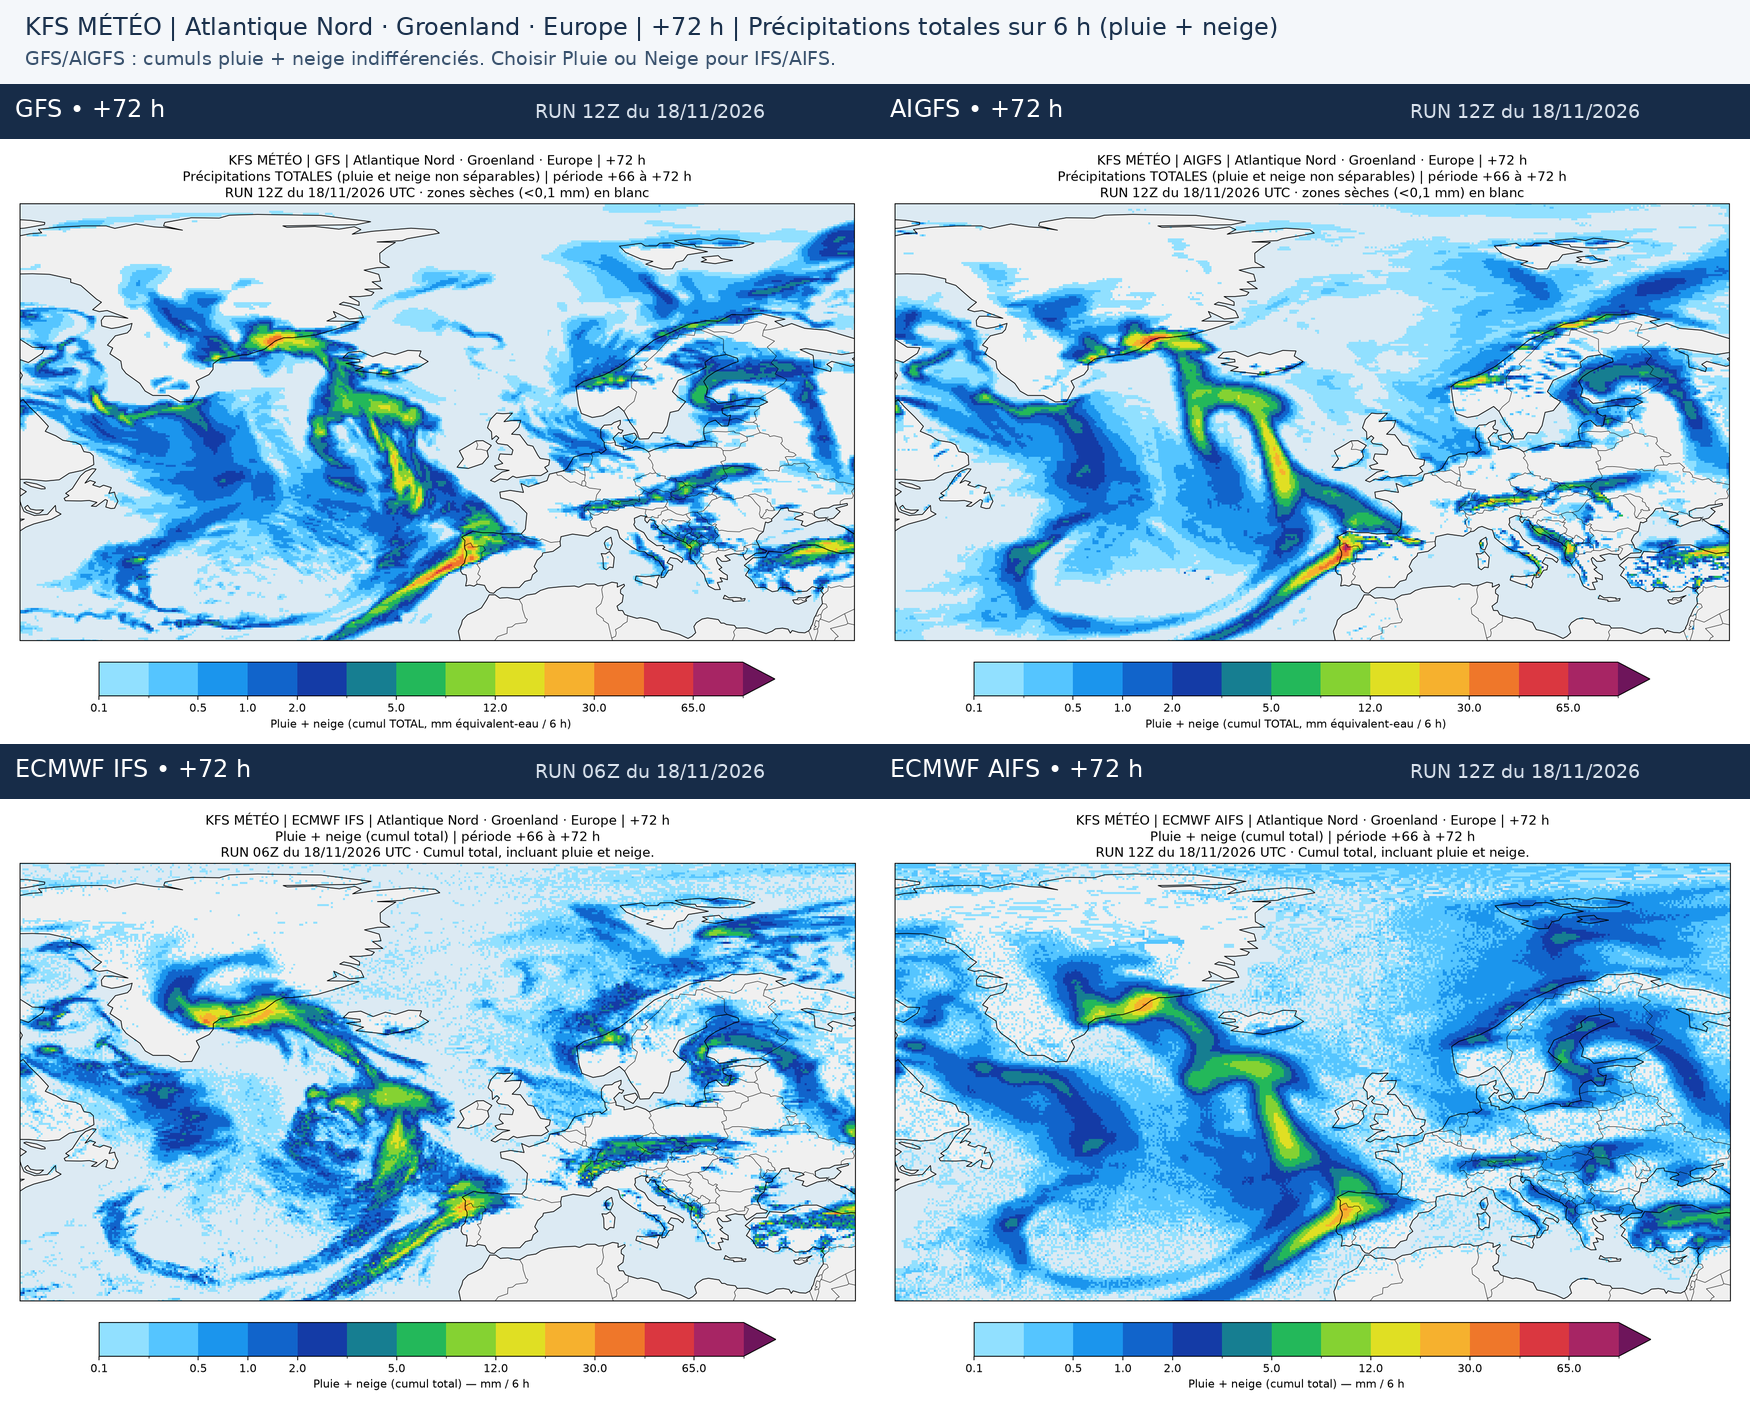 KFS MÉTÉO | Atlantique Nord · Groenland · Europe | +72 h | Précipitations totales sur 6 h (pluie + neige)
GFS/AIGFS : cumuls pluie + neige indifférenciés. Choisir Pluie ou Neige pour IFS/AIFS.
GFS • +72 h
RUN 12Z du 18/11/2026
AIGFS • +72 h
RUN 12Z du 18/11/2026
KFS MÉTÉO | GFS | Atlantique Nord · Groenland · Europe | +72 h
Précipitations TOTALES (pluie et neige non séparables) | période +66 à +72 h
RUN 12Z du 18/11/2026 UTC · zones sèches (<0,1 mm) en blanc
KFS MÉTÉO | AIGFS | Atlantique Nord · Groenland · Europe | +72 h
Précipitations TOTALES (pluie et neige non séparables) | période +66 à +72 h
RUN 12Z du 18/11/2026 UTC · zones sèches (<0,1 mm) en blanc
0.1 0.5 1.0 2.0 5.0 12.0 30.0 65.0
Pluie + neige (cumul TOTAL, mm équivalent-eau / 6 h)
0.1 0.5 1.0 2.0 5.0 12.0 30.0 65.0
Pluie + neige (cumul TOTAL, mm équivalent-eau / 6 h)
ECMWF IFS • +72 h
RUN 06Z du 18/11/2026
ECMWF AIFS • +72 h
RUN 12Z du 18/11/2026
KFS MÉTÉO | ECMWF IFS | Atlantique Nord · Groenland · Europe | +72 h
Pluie + neige (cumul total) | période +66 à +72 h
RUN 06Z du 18/11/2026 UTC · Cumul total, incluant pluie et neige.
KFS MÉTÉO | ECMWF AIFS | Atlantique Nord · Groenland · Europe | +72 h
Pluie + neige (cumul total) | période +66 à +72 h
RUN 12Z du 18/11/2026 UTC · Cumul total, incluant pluie et neige.
0.1 0.5 1.0 2.0 5.0 12.0 30.0 65.0
Pluie + neige (cumul total) — mm / 6 h
0.1 0.5 1.0 2.0 5.0 12.0 30.0 65.0
Pluie + neige (cumul total) — mm / 6 h